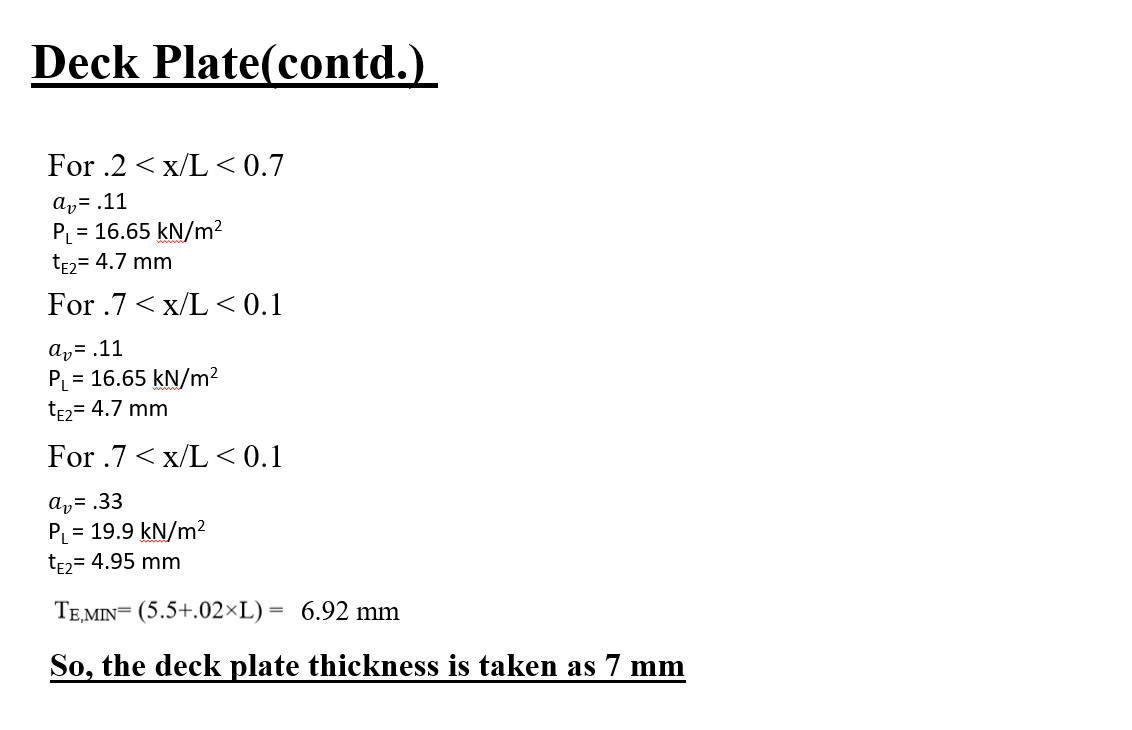 Deck Plate(contd.)
For .2 < x/L < 0.7
𝑎ᵥ= .11
P_L = 16.65 kN/m²
t_E2= 4.7 mm
For .7 < x/L < 0.1
𝑎ᵥ= .11
P_L = 16.65 kN/m²
t_E2= 4.7 mm
For .7 < x/L < 0.1
𝑎ᵥ= .33
P_L = 19.9 kN/m²
t_E2= 4.95 mm
T_E,MIN= (5.5+.02×L) = 6.92 mm
So, the deck plate thickness is taken as 7 mm